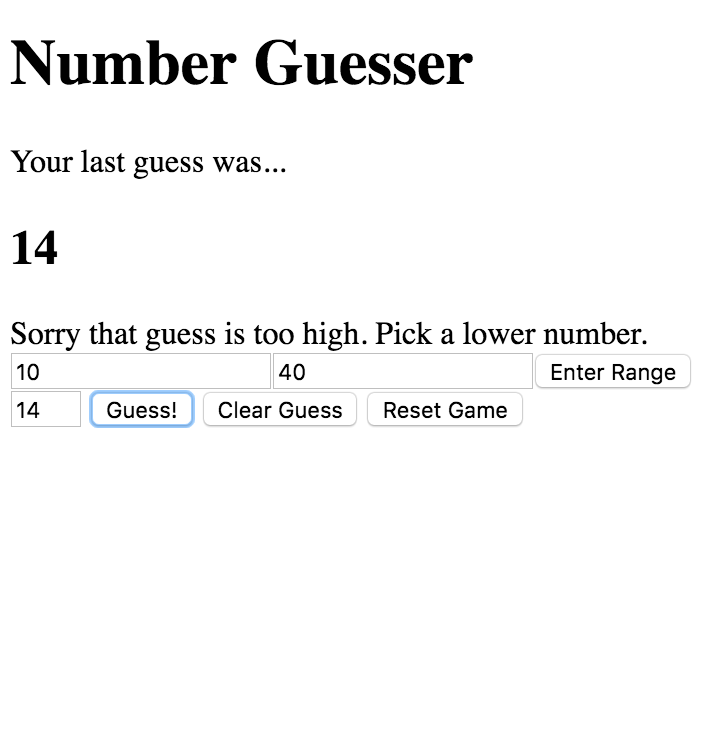 Number Guesser
Your last guess was...
14
Sorry that guess is too high. Pick a lower number.
10 40 Enter Range
14 Guess! Clear Guess Reset Game